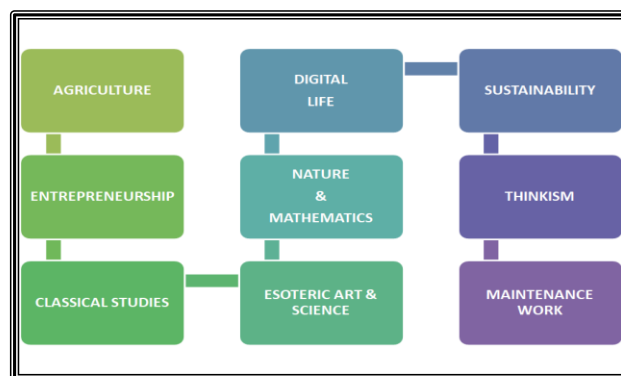 AGRICULTURE
ENTREPRENEURSHIP
CLASSICAL STUDIES
ESOTERIC ART &
SCIENCE
NATURE
&
MATHEMATICS
DIGITAL
LIFE
SUSTAINABILITY
THINKISM
MAINTENANCE
WORK